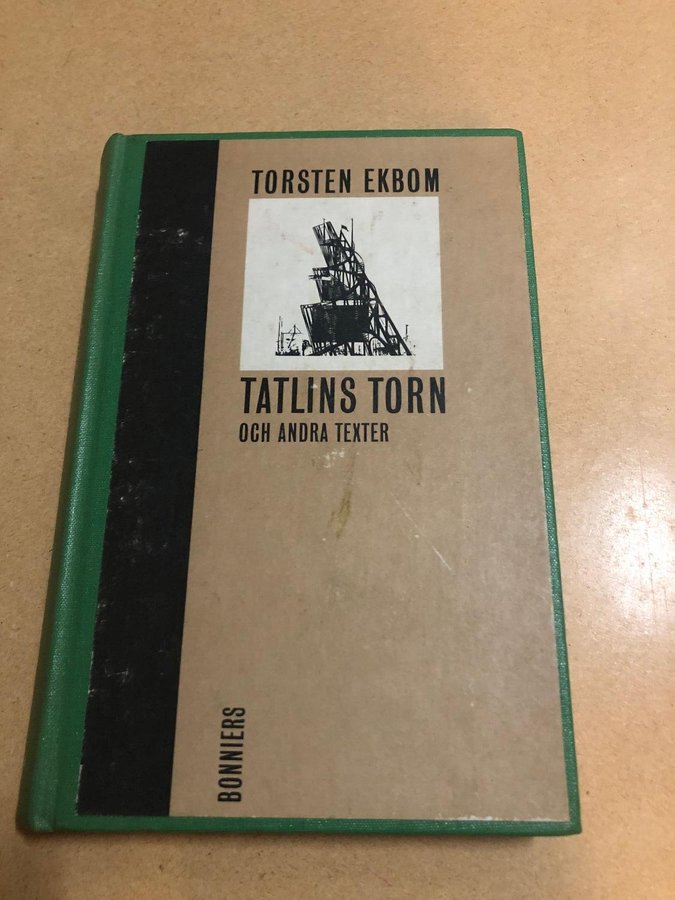 TORSTEN EKBOM
TATLINS TORN
OCH ANDRA TEXTER
BONNIERS